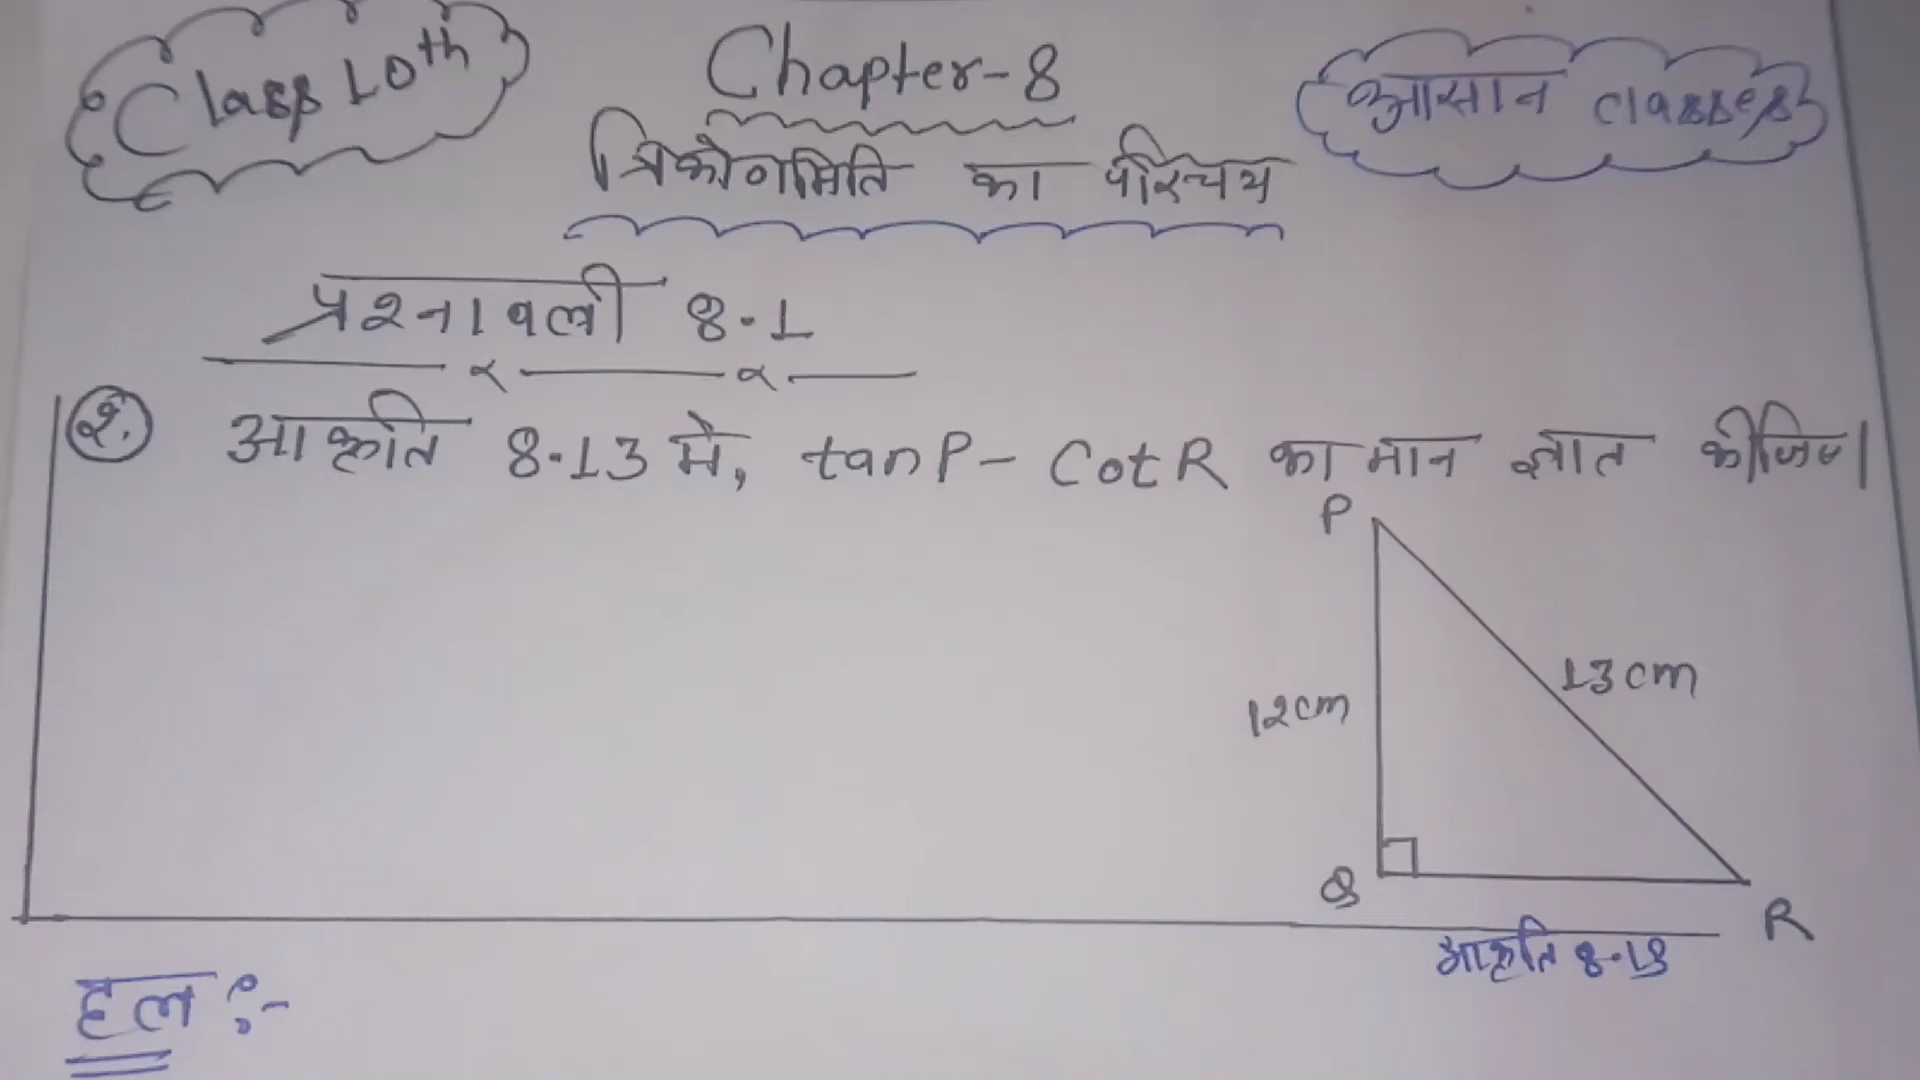 Class 10th
Chapter-8
आसान classes
त्रिकोणमिति का परिचय
प्रश्नावली 8.1
2. आकृति 8.13 में, tanP - cotR का मान ज्ञात कीजिए।
P
13cm
12cm
Q
R
आकृति 8.13
हल :-